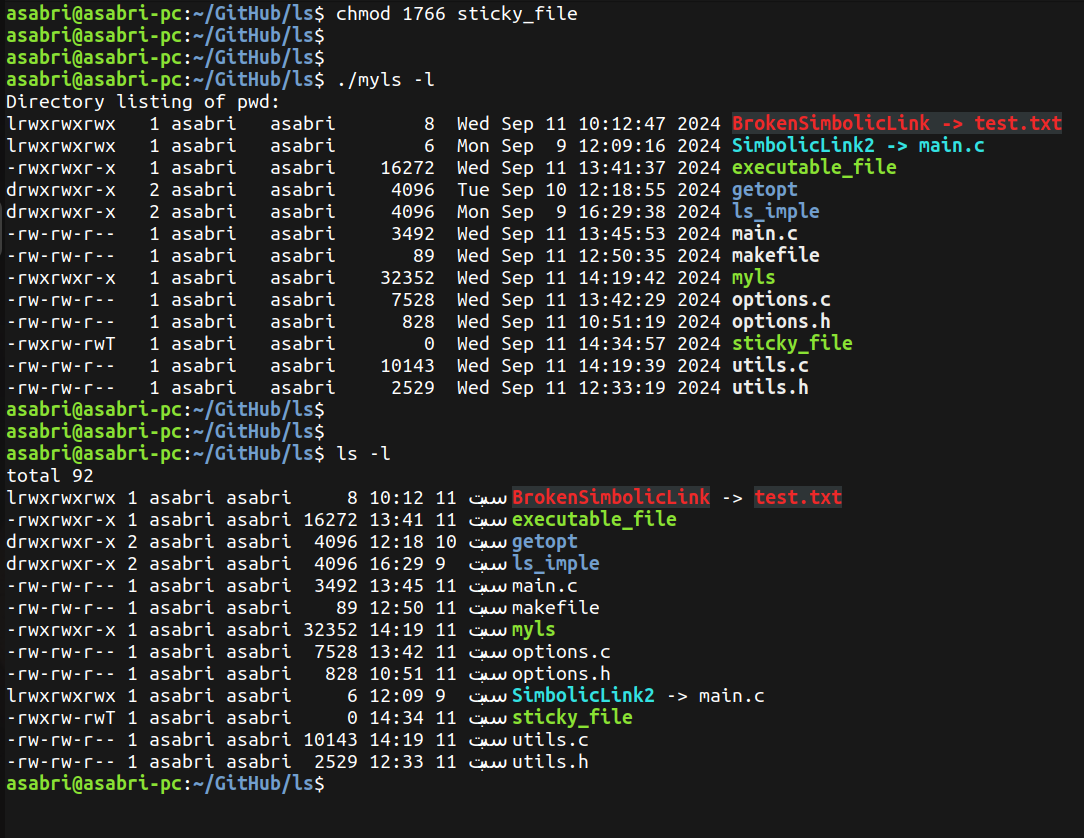 asabri@asabri-pc:~/GitHub/ls$ chmod 1766 sticky_file
asabri@asabri-pc:~/GitHub/ls$
asabri@asabri-pc:~/GitHub/ls$
asabri@asabri-pc:~/GitHub/ls$ ./myls -l
Directory listing of pwd:
lrwxrwxrwx   1 asabri   asabri        8  Wed Sep 11 10:12:47 2024 BrokenSimbolicLink -> test.txt
lrwxrwxrwx   1 asabri   asabri        6  Mon Sep  9 12:09:16 2024 SimbolicLink2 -> main.c
-rwxrwxr-x   1 asabri   asabri    16272  Wed Sep 11 13:41:37 2024 executable_file
drwxrwxr-x   2 asabri   asabri     4096  Tue Sep 10 12:18:55 2024 getopt
drwxrwxr-x   2 asabri   asabri     4096  Mon Sep  9 16:29:38 2024 ls_imple
-rw-rw-r--   1 asabri   asabri     3492  Wed Sep 11 13:45:53 2024 main.c
-rw-rw-r--   1 asabri   asabri       89  Wed Sep 11 12:50:35 2024 makefile
-rwxrwxr-x   1 asabri   asabri    32352  Wed Sep 11 14:19:42 2024 myls
-rw-rw-r--   1 asabri   asabri     7528  Wed Sep 11 13:42:29 2024 options.c
-rw-rw-r--   1 asabri   asabri      828  Wed Sep 11 10:51:19 2024 options.h
-rwxrw-rwT   1 asabri   asabri        0  Wed Sep 11 14:34:57 2024 sticky_file
-rw-rw-r--   1 asabri   asabri    10143  Wed Sep 11 14:19:39 2024 utils.c
-rw-rw-r--   1 asabri   asabri     2529  Wed Sep 11 12:33:19 2024 utils.h
asabri@asabri-pc:~/GitHub/ls$
asabri@asabri-pc:~/GitHub/ls$
asabri@asabri-pc:~/GitHub/ls$ ls -l
total 92
lrwxrwxrwx 1 asabri asabri     8 10:12 11 سبت BrokenSimbolicLink -> test.txt
-rwxrwxr-x 1 asabri asabri 16272 13:41 11 سبت executable_file
drwxrwxr-x 2 asabri asabri  4096 12:18 10 سبت getopt
drwxrwxr-x 2 asabri asabri  4096 16:29 9  سبت ls_imple
-rw-rw-r-- 1 asabri asabri  3492 13:45 11 سبت main.c
-rw-rw-r-- 1 asabri asabri    89 12:50 11 سبت makefile
-rwxrwxr-x 1 asabri asabri 32352 14:19 11 سبت myls
-rw-rw-r-- 1 asabri asabri  7528 13:42 11 سبت options.c
-rw-rw-r-- 1 asabri asabri   828 10:51 11 سبت options.h
lrwxrwxrwx 1 asabri asabri     6 12:09 9  سبت SimbolicLink2 -> main.c
-rwxrw-rwT 1 asabri asabri     0 14:34 11 سبت sticky_file
-rw-rw-r-- 1 asabri asabri 10143 14:19 11 سبت utils.c
-rw-rw-r-- 1 asabri asabri  2529 12:33 11 سبت utils.h
asabri@asabri-pc:~/GitHub/ls$